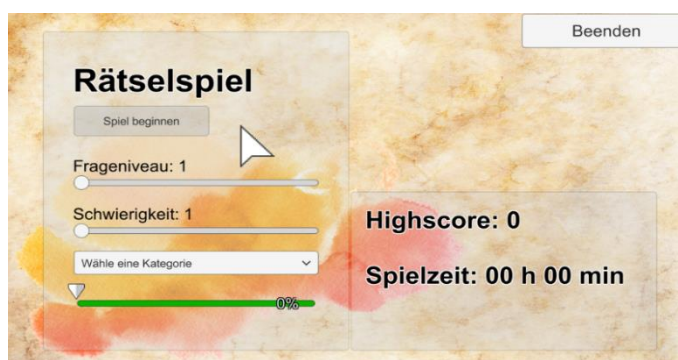 Beenden
Rätselspiel
Spiel beginnen
Frageniveau: 1
Schwierigkeit: 1
Wähle eine Kategorie
0%
Highscore: 0
Spielzeit: 00 h 00 min